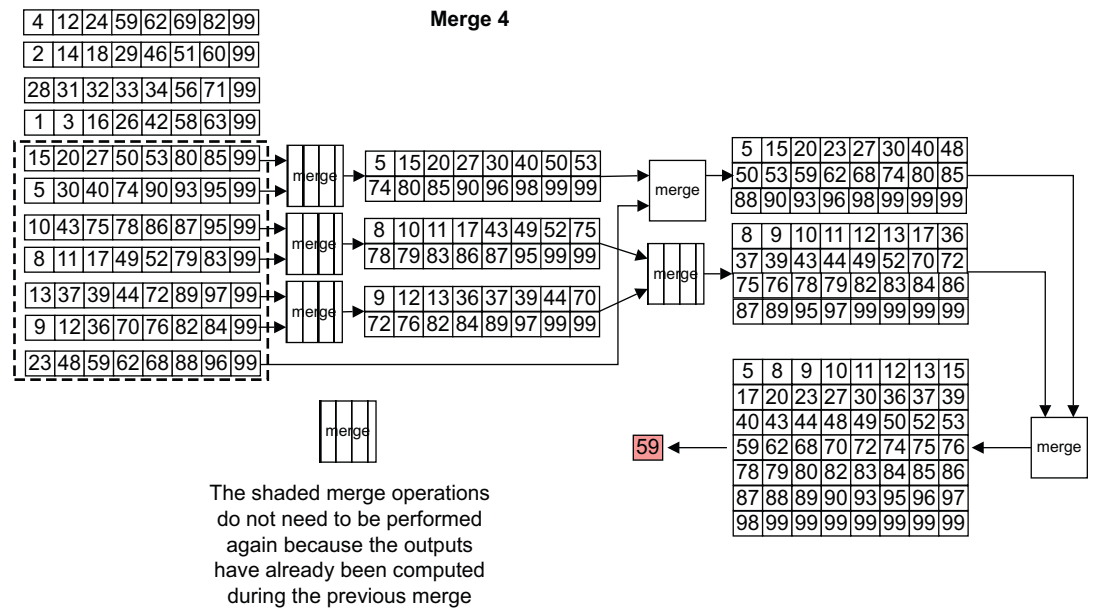 Merge 4
4 12 24 59 62 69 82 99
2 14 18 29 46 51 60 99
28 31 32 33 34 56 71 99
1 3 16 26 42 58 63 99
15 20 27 50 53 80 85 99
5 30 40 74 90 93 95 99
10 43 75 78 86 87 95 99
8 11 17 49 52 79 83 99
13 37 39 44 72 89 97 99
9 12 36 70 76 82 84 99
23 48 59 62 68 88 96 99
merge
merge
merge
5 15 20 27 30 40 50 53
74 80 85 90 96 98 99 99
8 10 11 17 43 49 52 75
78 79 83 86 87 95 99 99
9 12 13 36 37 39 44 70
72 76 82 84 89 97 99 99
merge
merge
5 15 20 23 27 30 40 48
50 53 59 62 68 74 80 85
88 90 93 96 98 99 99 99
8 9 10 11 12 13 17 36
37 39 43 44 49 52 70 72
75 76 78 79 82 83 84 86
87 89 95 97 99 99 99 99
merge
5 8 9 10 11 12 13 15
17 20 23 27 30 36 37 39
40 43 44 48 49 50 52 53
59 62 68 70 72 74 75 76
78 79 80 82 83 84 85 86
87 88 89 90 93 95 96 97
98 99 99 99 99 99 99 99
59
merge
The shaded merge operations
do not need to be performed
again because the outputs
have already been computed
during the previous merge